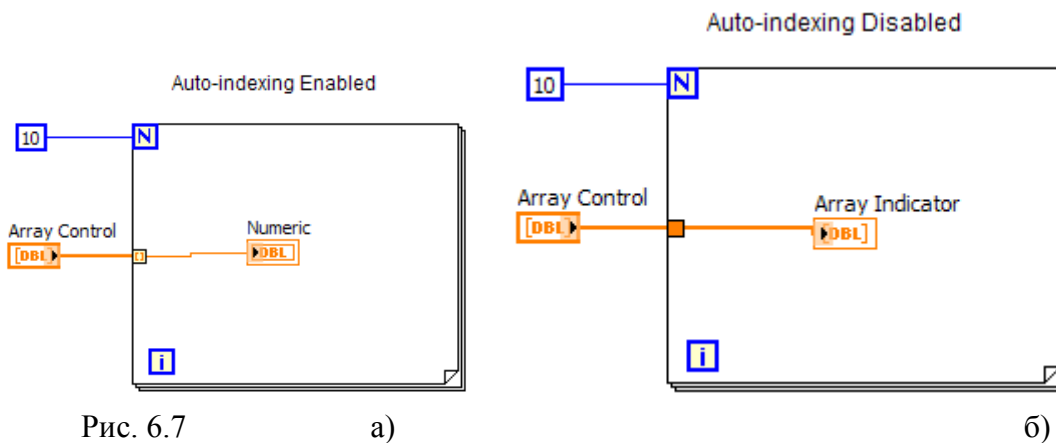 Auto-indexing Enabled
10
N
Array Control
[DBL]
[]
Numeric
DBL
i
Auto-indexing Disabled
10
N
Array Control
[DBL]
Array Indicator
[DBL]
i
Рис. 6.7 а) б)